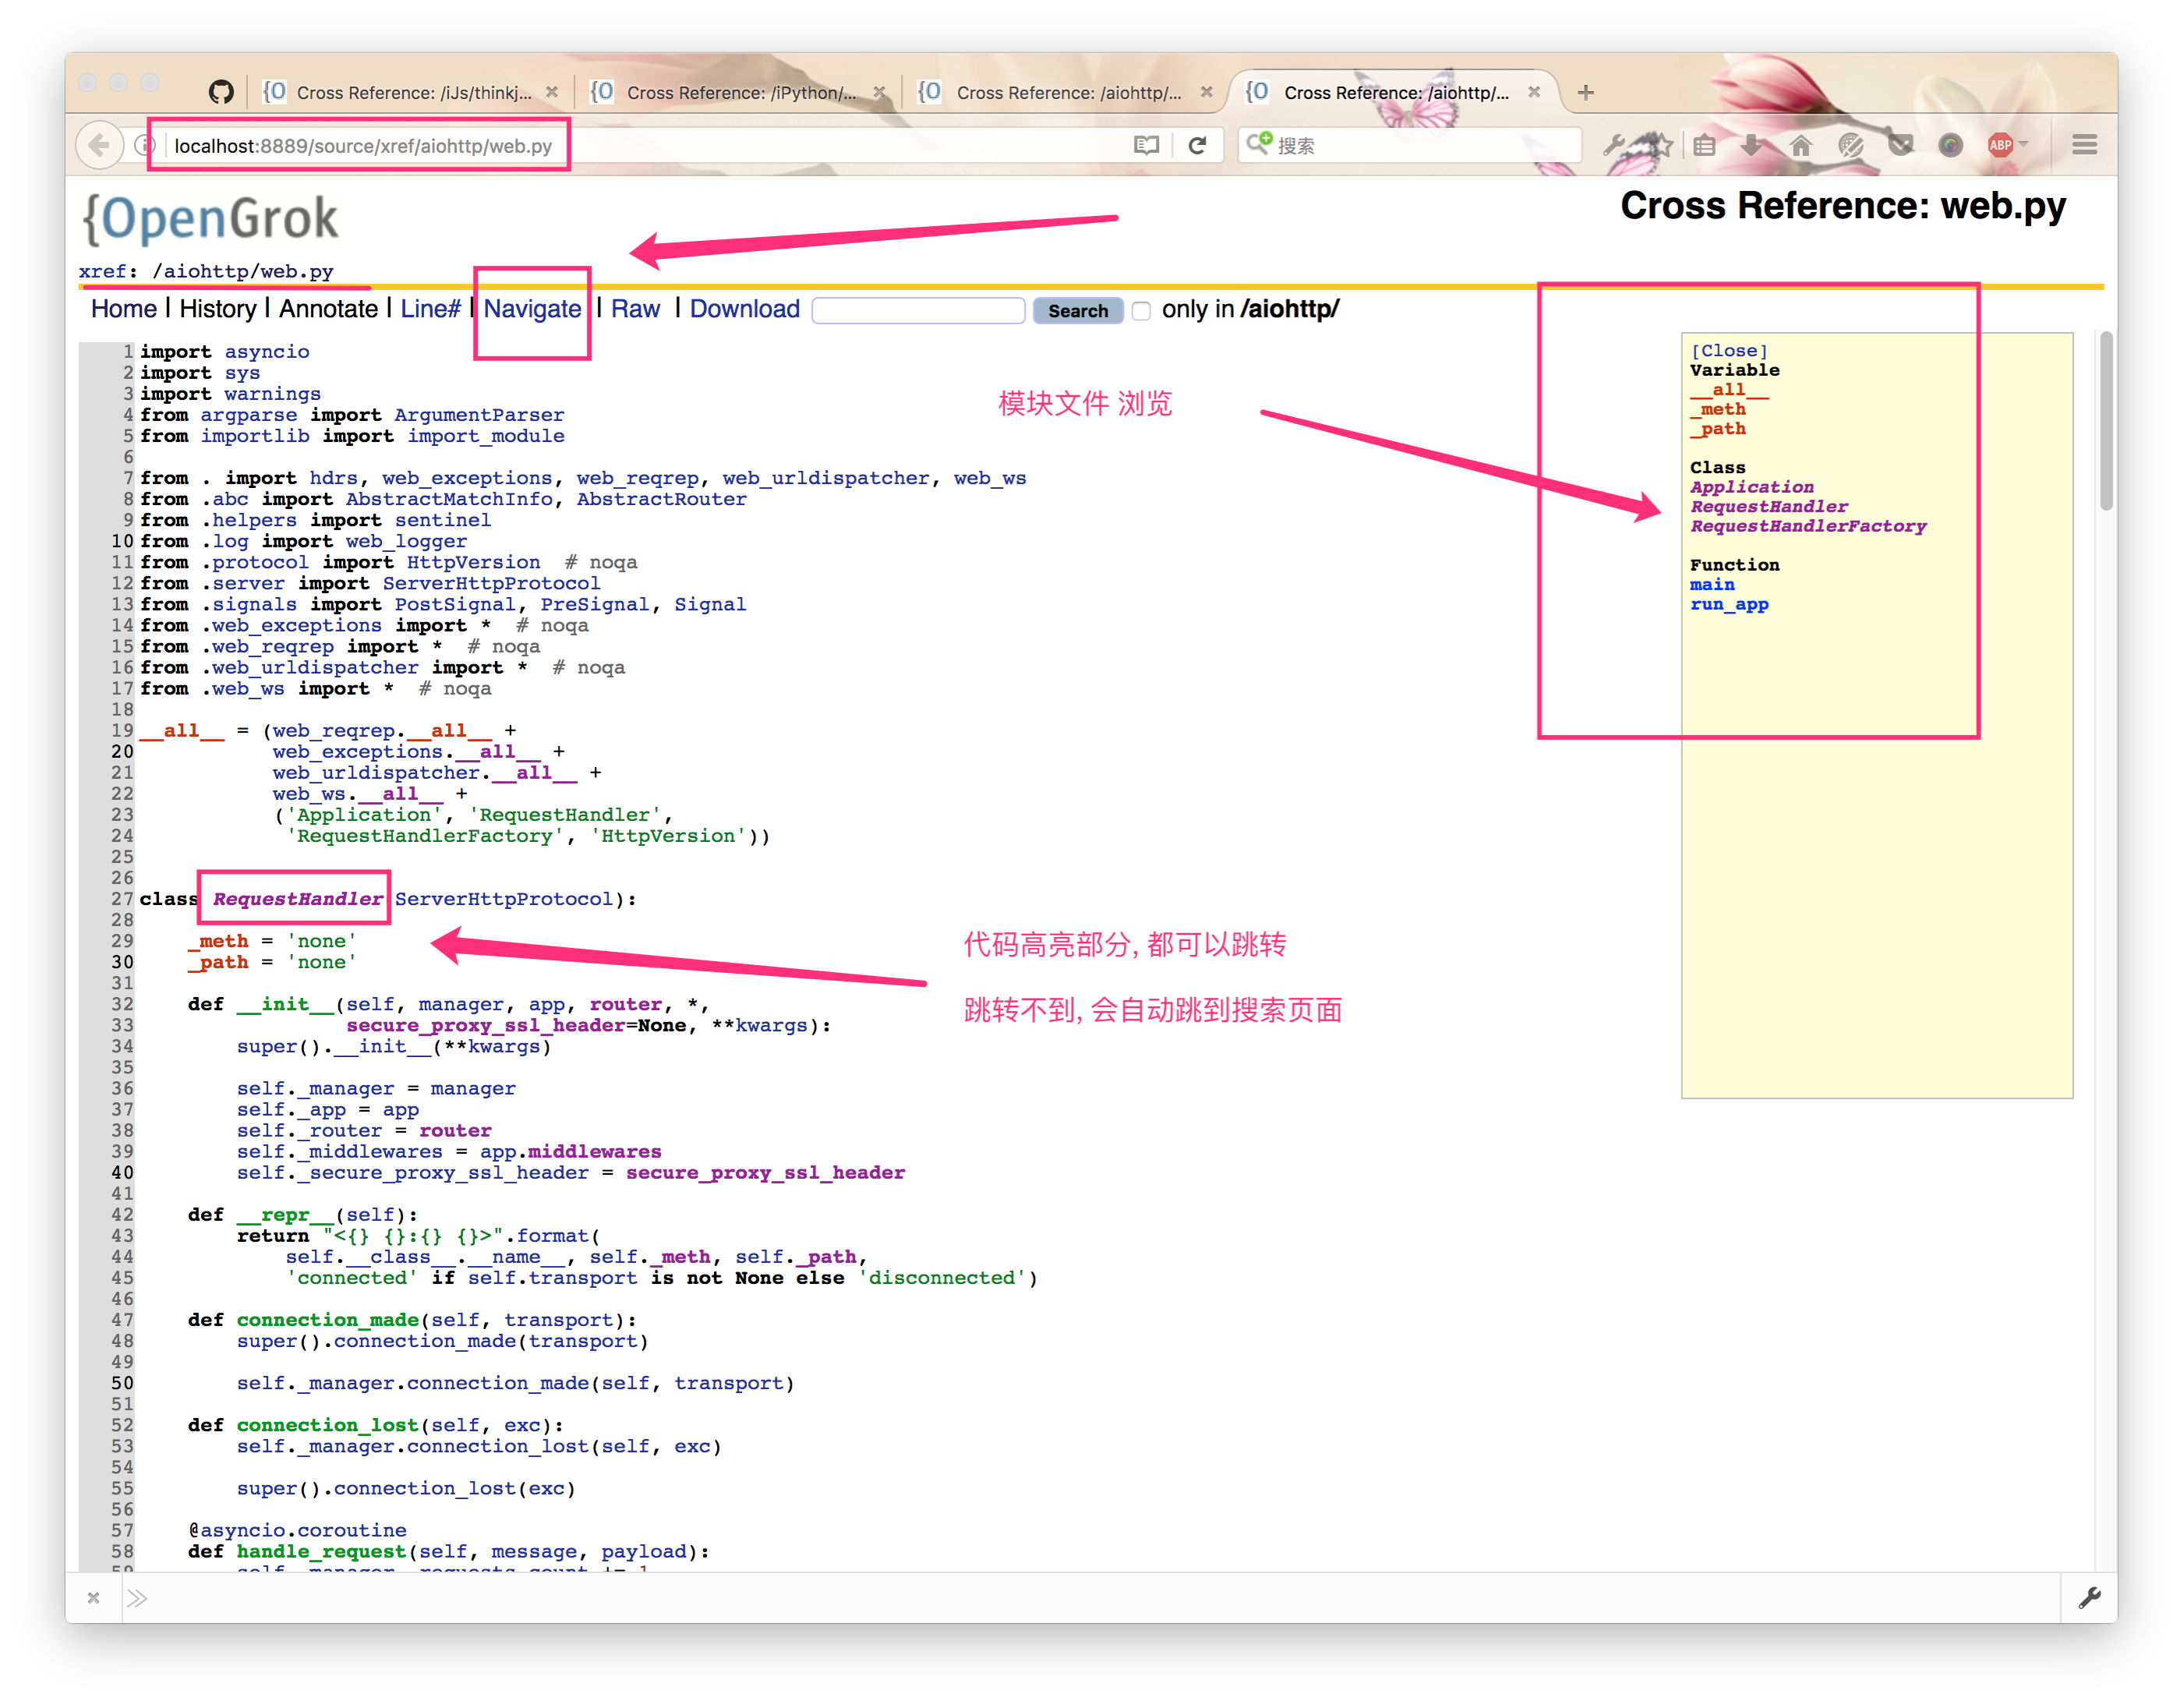 Cross Reference: /iJs/thinkj...
Cross Reference: /iPython/...
Cross Reference: /aiohttp/...
Cross Reference: /aiohttp/...
localhost:8889/source/xref/aiohttp/web.py
搜索
ABP
{OpenGrok
Cross Reference: web.py
xref: /aiohttp/web.py
Home | History | Annotate | Line# | Navigate | Raw | Download Search only in /aiohttp/
1 import asyncio
2 import sys
3 import warnings
4 from argparse import ArgumentParser
5 from importlib import import_module
6
7 from . import hdrs, web_exceptions, web_reqrep, web_urldispatcher, web_ws
8 from .abc import AbstractMatchInfo, AbstractRouter
9 from .helpers import sentinel
10 from .log import web_logger
11 from .protocol import HttpVersion  # noqa
12 from .server import ServerHttpProtocol
13 from .signals import PostSignal, PreSignal, Signal
14 from .web_exceptions import *  # noqa
15 from .web_reqrep import *  # noqa
16 from .web_urldispatcher import *  # noqa
17 from .web_ws import *  # noqa
18
19 __all__ = (web_reqrep.__all__ +
20            web_exceptions.__all__ +
21            web_urldispatcher.__all__ +
22            web_ws.__all__ +
23            ('Application', 'RequestHandler',
24             'RequestHandlerFactory', 'HttpVersion'))
25
26
27 class RequestHandler ServerHttpProtocol):
28
29     _meth = 'none'
30     _path = 'none'
31
32     def __init__(self, manager, app, router, *,
33                  secure_proxy_ssl_header=None, **kwargs):
34         super().__init__(**kwargs)
35
36         self._manager = manager
37         self._app = app
38         self._router = router
39         self._middlewares = app.middlewares
40         self._secure_proxy_ssl_header = secure_proxy_ssl_header
41
42     def __repr__(self):
43         return "<{} {}:{} {}>".format(
44             self.__class__.__name__, self._meth, self._path,
45             'connected' if self.transport is not None else 'disconnected')
46
47     def connection_made(self, transport):
48         super().connection_made(transport)
49
50         self._manager.connection_made(self, transport)
51
52     def connection_lost(self, exc):
53         self._manager.connection_lost(self, exc)
54
55         super().connection_lost(exc)
56
57     @asyncio.coroutine
58     def handle_request(self, message, payload):
59         self._manager._requests_count += 1
模块文件 浏览
[Close]
Variable
__all__
_meth
_path
Class
Application
RequestHandler
RequestHandlerFactory
Function
main
run_app
代码高亮部分, 都可以跳转
跳转不到, 会自动跳到搜索页面